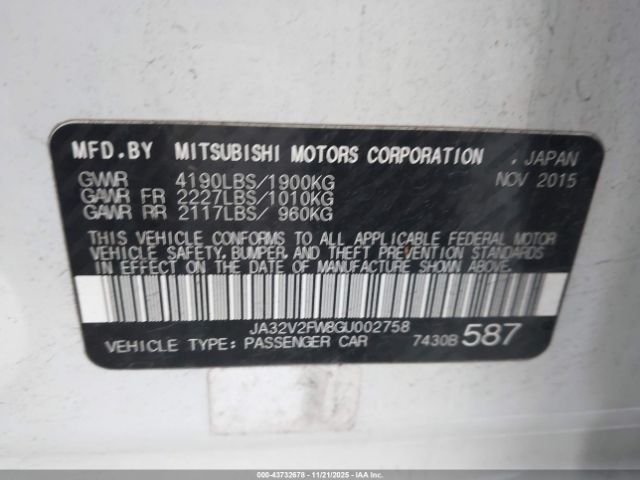 MFD. BY MITSUBISHI MOTORS CORPORATION , JAPAN
GVWR 4190LBS/1900KG NOV 2015
GAWR FR 2227LBS/1010KG
GAWR RR 2117LBS/ 960KG
THIS VEHICLE CONFORMS TO ALL APPLICABLE FEDERAL MOTOR
VEHICLE SAFETY, BUMPER, AND THEFT PREVENTION STANDARDS
IN EFFECT ON THE DATE OF MANUFACTURE SHOWN ABOVE.
JA32V2FW8GU002758
VEHICLE TYPE: PASSENGER CAR 7430B 587
000-43732678 - 11/21/2025 - IAA Inc.